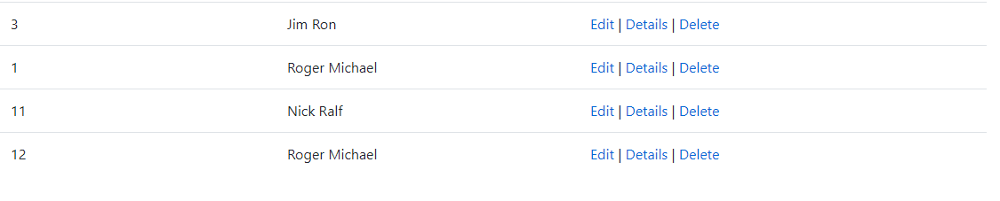 3 Jim Ron Edit | Details | Delete
1 Roger Michael Edit | Details | Delete
11 Nick Ralf Edit | Details | Delete
12 Roger Michael Edit | Details | Delete